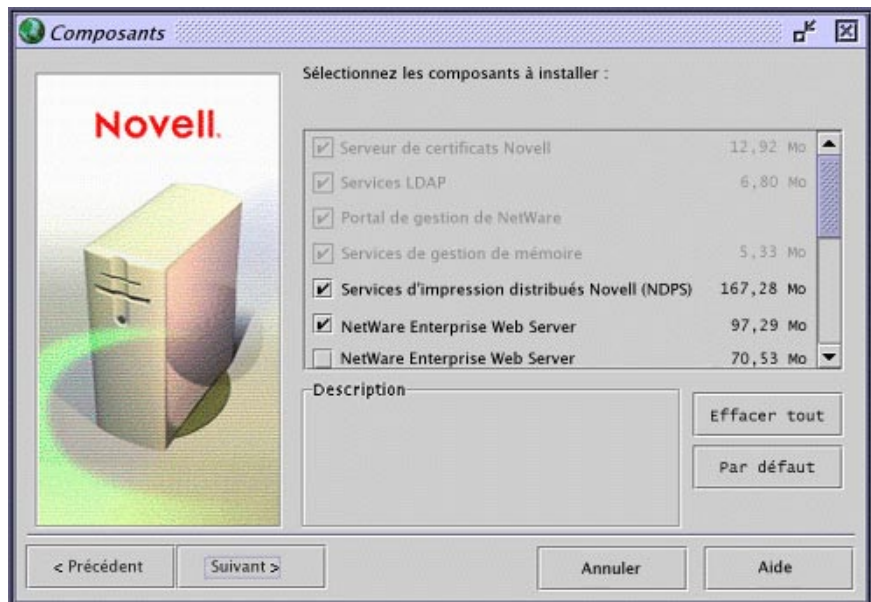 Composants
Novell.
Sélectionnez les composants à installer :
Serveur de certificats Novell 12,92 Mo
Services LDAP 6,80 Mo
Portal de gestion de NetWare
Services de gestion de mémoire 5,33 Mo
Services d'impression distribués Novell (NDPS) 167,28 Mo
NetWare Enterprise Web Server 97,29 Mo
NetWare Enterprise Web Server 70,53 Mo
Description
Effacer tout
Par défaut
< Précédent
Suivant >
Annuler
Aide